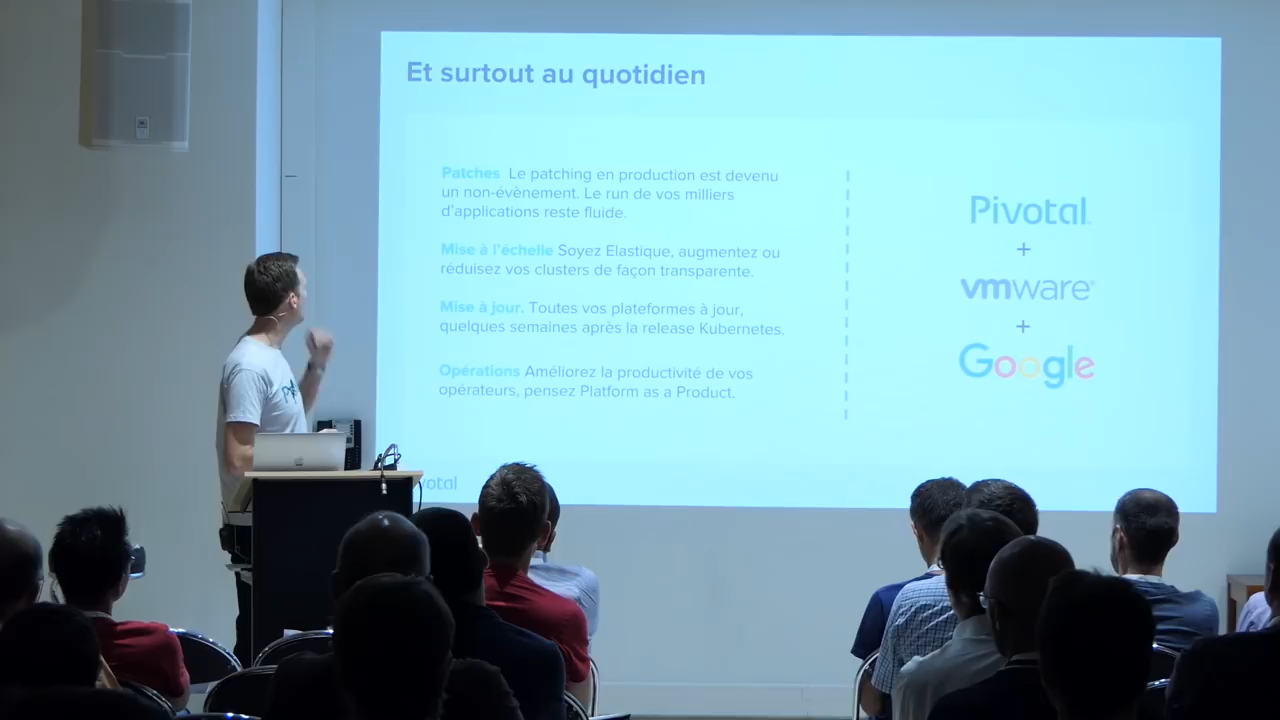 Et surtout au quotidien
Patches Le patching en production est devenu
un non-évènement. Le run de vos milliers
d'applications reste fluide.
Mise à l'échelle Soyez Elastique, augmentez ou
réduisez vos clusters de façon transparente.
Mise à jour. Toutes vos plateformes à jour,
quelques semaines après la release Kubernetes.
Opérations Améliorez la productivité de vos
opérateurs, pensez Platform as a Product.
Pivotal
+
vmware
+
Google
votal